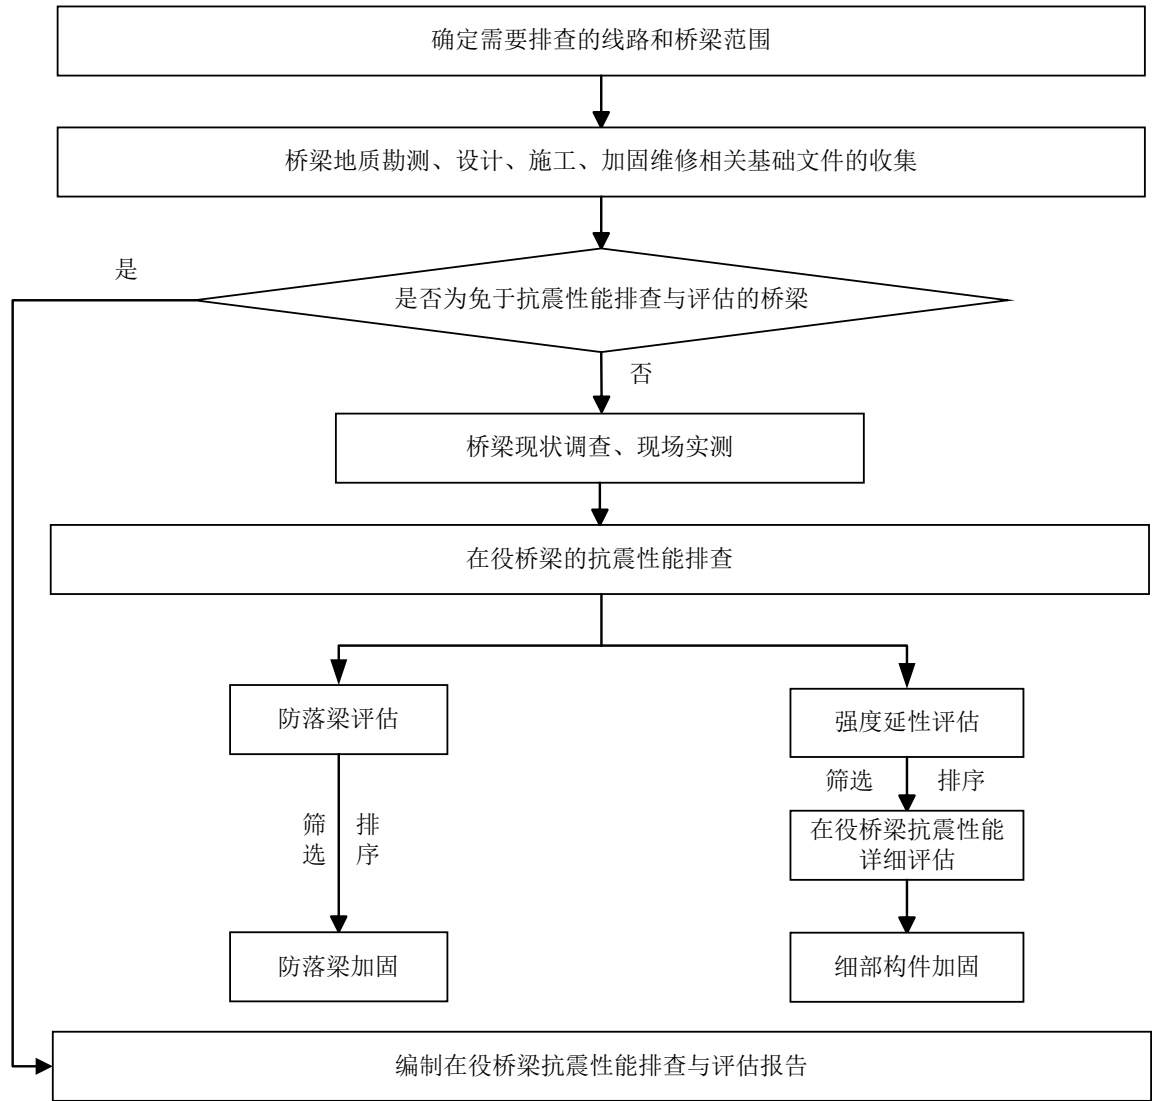 确定需要排查的线路和桥梁范围
桥梁地质勘测、设计、施工、加固维修相关基础文件的收集
是
是否为免于抗震性能排查与评估的桥梁
否
桥梁现状调查、现场实测
在役桥梁的抗震性能排查
防落梁评估
强度延性评估
筛选
排序
筛选
排序
在役桥梁抗震性能
详细评估
防落梁加固
细部构件加固
编制在役桥梁抗震性能排查与评估报告